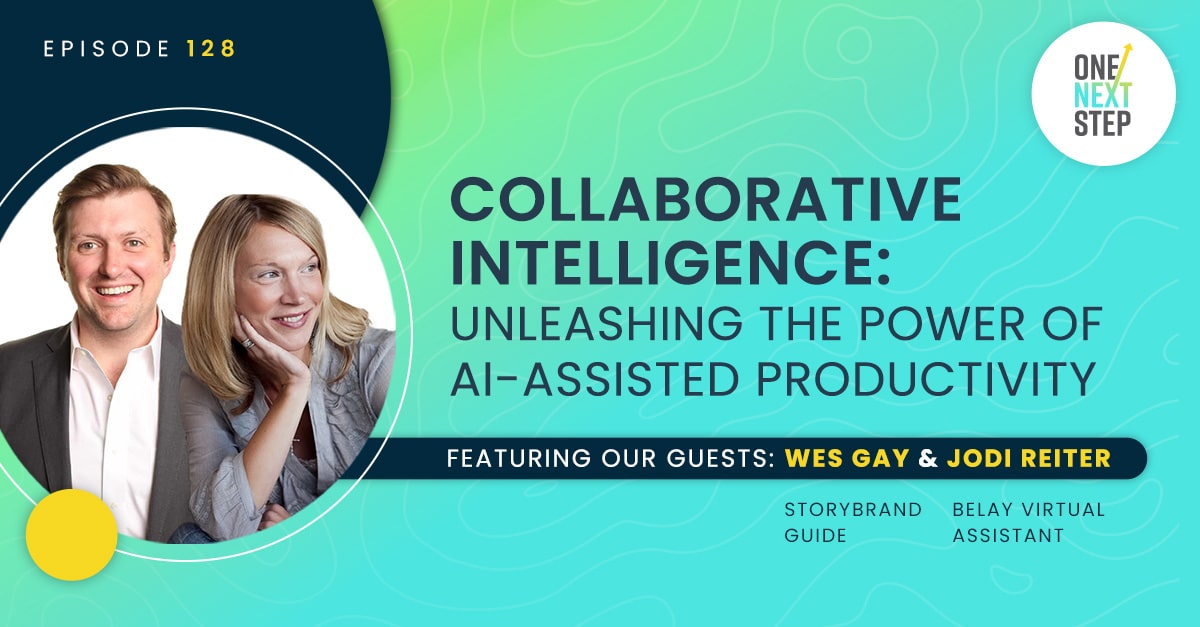 EPISODE 128
ONE
NEXT
STEP
COLLABORATIVE
INTELLIGENCE:
UNLEASHING THE POWER OF
AI-ASSISTED PRODUCTIVITY
FEATURING OUR GUESTS: WES GAY & JODI REITER
STORYBRAND
GUIDE
BELAY VIRTUAL
ASSISTANT